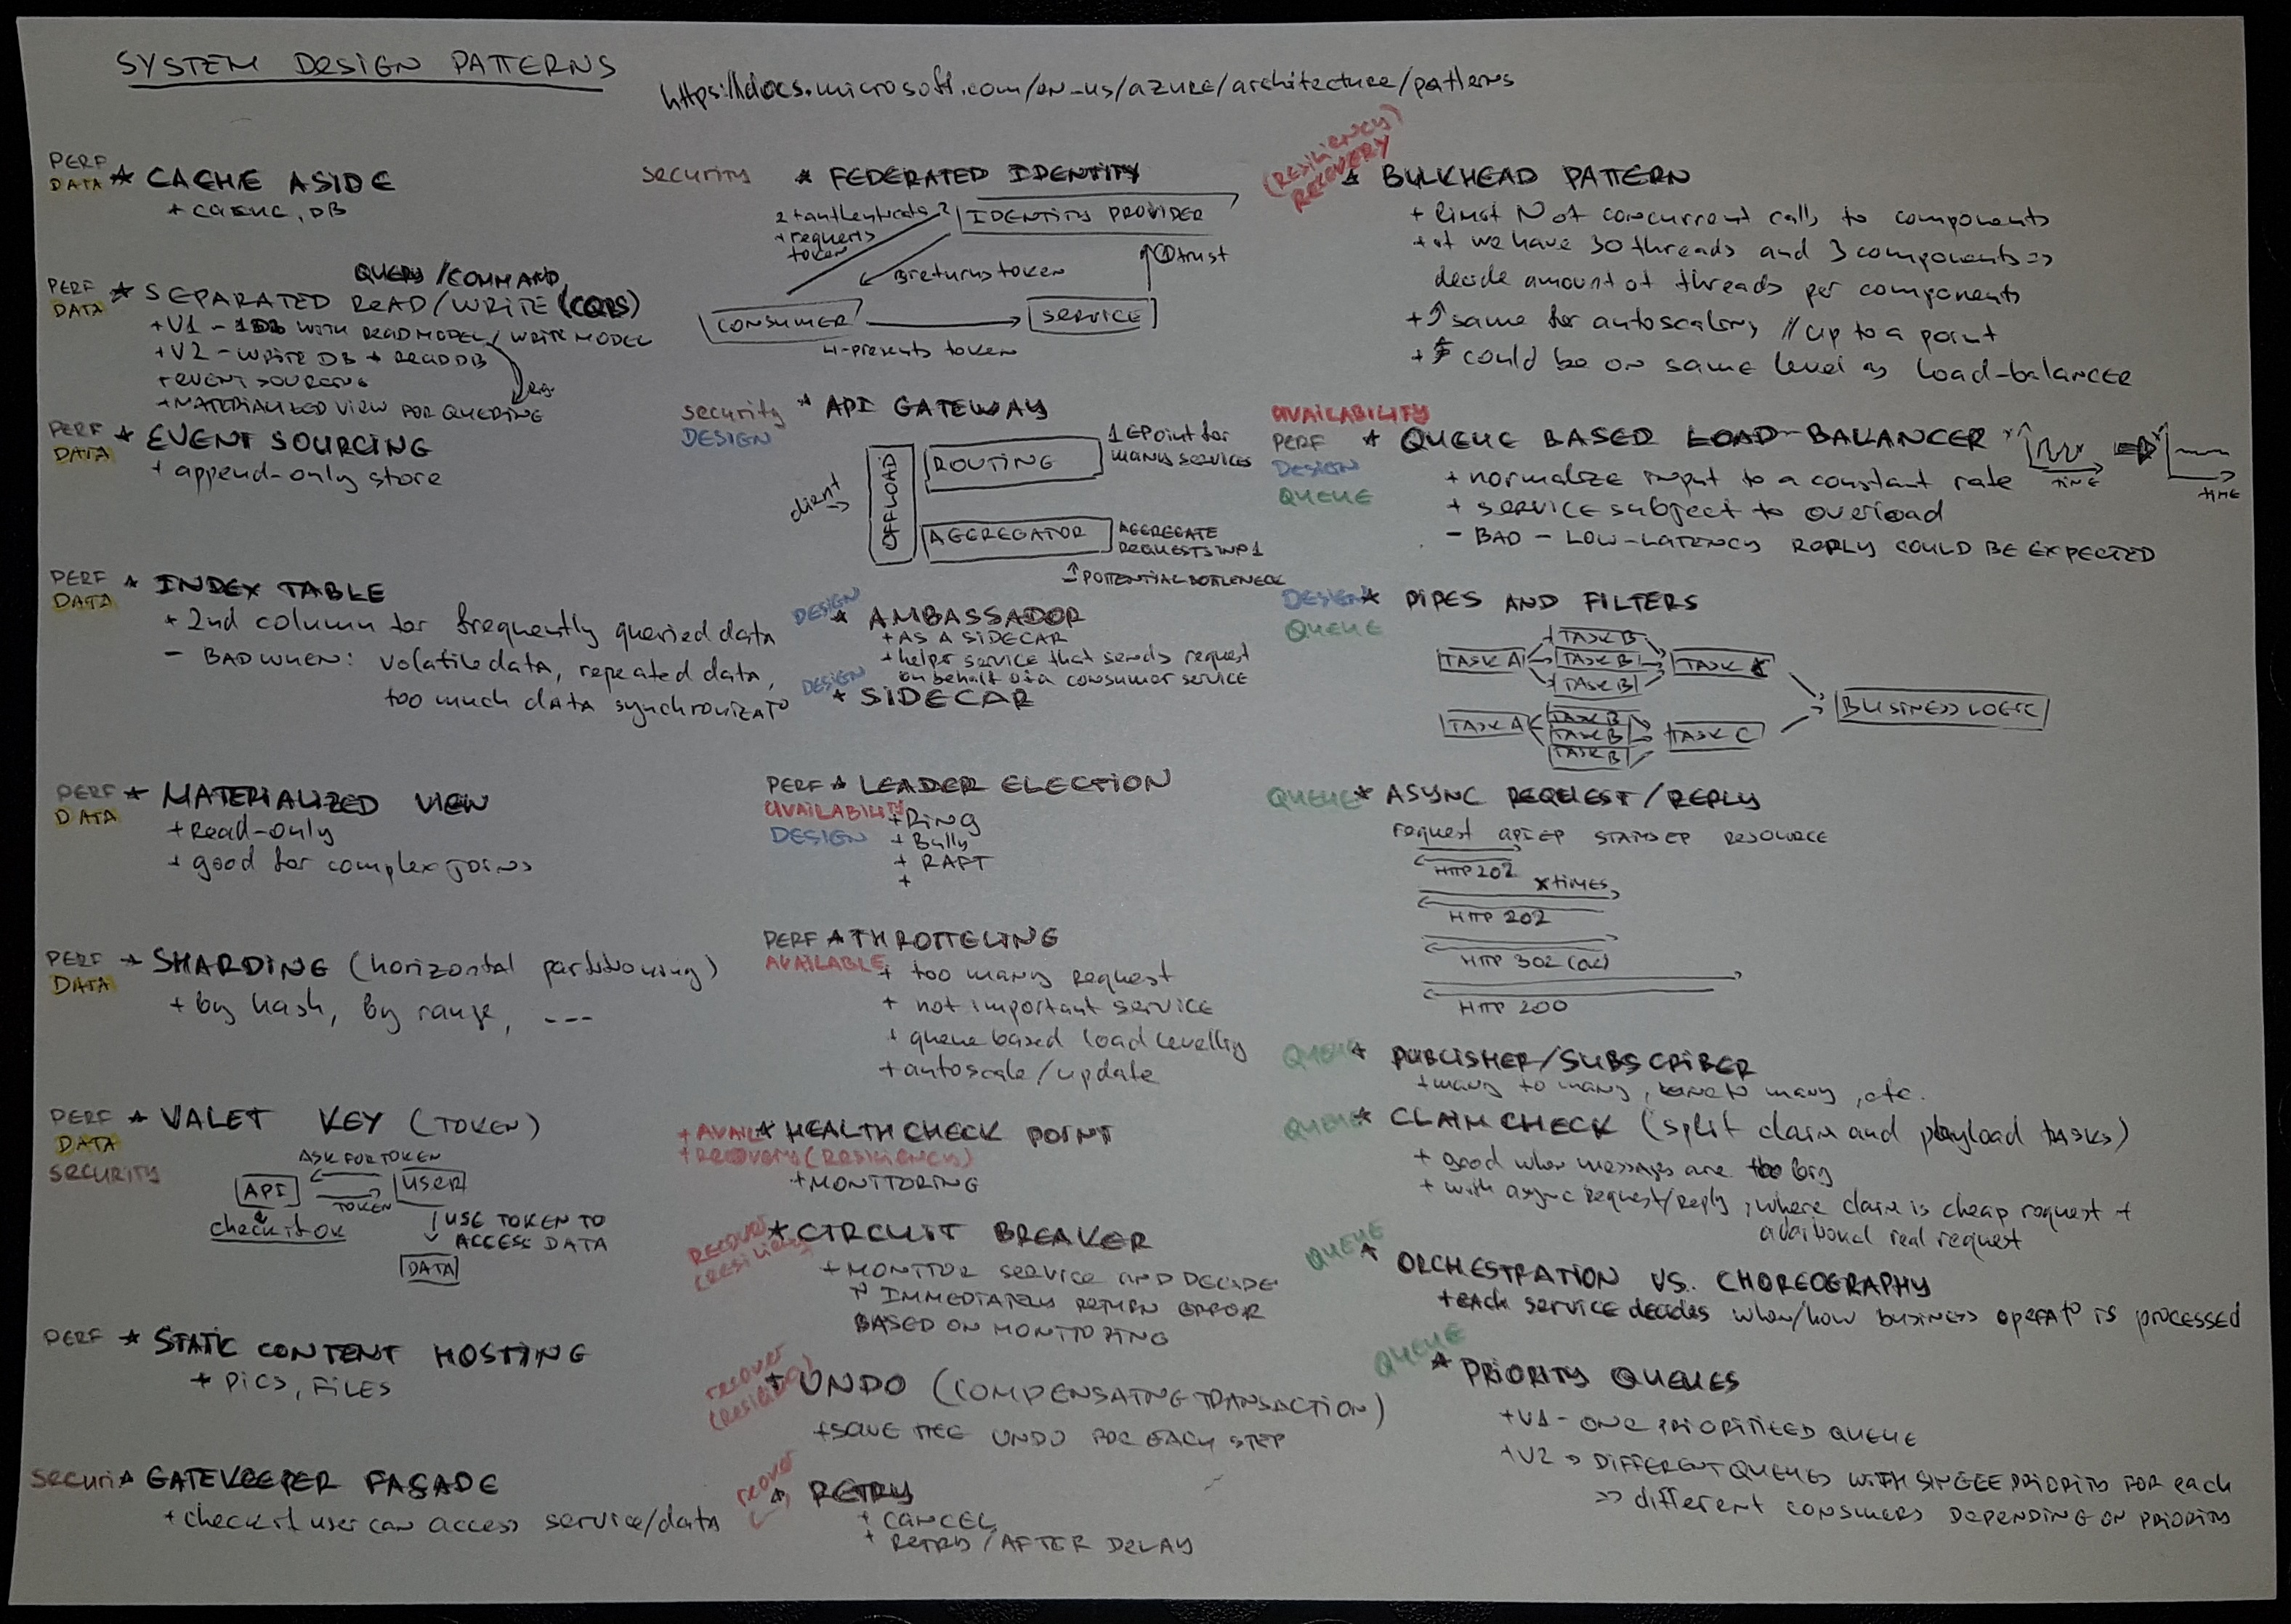 SYSTEM DESIGN PATTERNS
https://docs.microsoft.com/en-us/azure/architecture/patterns
PERF
DATA
* CACHE ASIDE
+ cache, DB
QUERY/COMMAND
PERF
DATA
* SEPARATED READ/WRITE (CQRS)
+ V1 - 1DB WITH READ MODEL/WRITE MODEL
+ V2 - WRITE DB + READ DB
+ EVENT SOURCING
+ MATERIALIZED VIEW FOR QUERING
PERF
DATA
* EVENT SOURCING
+ append-only store
PERF
DATA
* INDEX TABLE
+ 2nd column for frequently queried data
- BAD WHEN: volatile data, repeated data,
too much data synchronizat°
PERF
DATA
* MATERIALIZED VIEW
+ Read-only
+ good for complex joins
PERF
DATA
* SHARDING (horizontal partitioning)
+ by hash, by range, ---
PERF
DATA
SECURITY
* VALET KEY (TOKEN)
ASK FOR TOKEN
API
USER
TOKEN
check it ok
USE TOKEN TO
ACCESS DATA
DATA
PERF * STATIC CONTENT HOSTING
+ PICS, FILES
Securi * GATEKEEPER FAÇADE
+ check if user can access service/data
security * FEDERATED IDENTITY
2 + authenticate
+ requests
token
IDENTITY PROVIDER
1 trust
3 returns token
CONSUMER
SERVICE
4-presents token
security
DESIGN
* API GATEWAY
client
OFFLOAD
ROUTING
1 EPoint for
many services
AGGREGATOR
AGGREGATE
REQUESTS INP 1
POTENTIAL BOTLENECK
DESIGN
* AMBASSADOR
+ AS A SIDECAR
+ helper service that sends request
on behalf of a consumer service
DESIGN
* SIDECAR
PERF
AVAILABILITY
DESIGN
* LEADER ELECTION
+ Ring
+ Bully
+ RAFT
+
PERF
AVAILABLE
* THROTTELING
+ too many request
+ not important service
+ queue based load levelling
+ autoscale/update
+ AVAIL
+ recovery (resiliency)
* HEALTH CHECK POINT
+ MONITORING
RECOVER
(resiliency
* CIRCUIT BREAKER
+ MONITOR service AND DECIDE
IMMEDIATELY RETURN ERROR
BASED ON MONITORING
recover
* UNDO (COMPENSATING TRANSACTION)
UNDO FOR EACH STEP
recover
* RETRY
+ CANCEL
+ RETRY/AFTER DELAY
(RESILIENCY)
RECOVERY
* BULKHEAD PATTERN
+ limit N of concurrent calls to components
+ if we have 30 threads and 3 components =>
decide amount of threads per components
+ ↑ same for autoscaling // up to a point
+ could be on same level as load-balancer
AVAILABILITY
PERF
DESIGN
QUEUE
* QUEUE BASED LOAD-BALANCER
TIME
TIME
+ normalize input to a constant rate
+ service subject to overload
- BAD - LOW-LATENCY REPLY COULD BE EXPECTED
DESIGN
QUEUE
* PIPES AND FILTERS
TASK A
TASK B
TASK B
TASK B
TASK C
TASK A
TASK B
TASK B
TASK B
TASK C
BUSINESS LOGIC
QUEUE * ASYNC REQUEST/REPLY
request API EP STATUS EP RESOURCE
HTTP 202
X times
HTTP 202
HTTP 302 (ok)
HTTP 200
QUEUE * PUBLISHER/SUBSCRIBER
+ many to many, one to many, etc.
QUEUE * CLAIM CHECK (split claim and payload tasks)
+ good when messages are too big
+ with async request/reply, where claim is cheap request +
additional real request
QUEUE
* ORCHESTRATION VS. CHOREOGRAPHY
+ each service decides when/how business operat° is processed
QUEUE
* PRIORITY QUEUES
+ V1 - ONE PRIORITIZED QUEUE
+ V2 => DIFFERENT QUEUES WITH SINGLE PRIORITY FOR each
=> different CONSUMERS DEPENDING ON PRIORITY